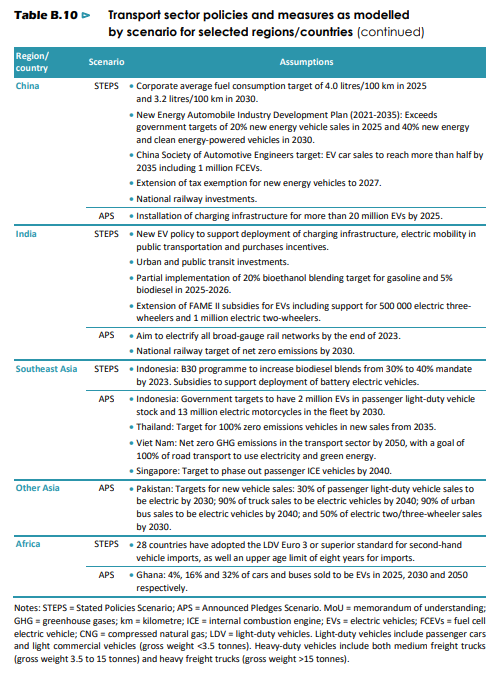 Table B.10 ⊳ Transport sector policies and measures as modelled
by scenario for selected regions/countries (continued)
Region/
country
Scenario
Assumptions
China
STEPS
• Corporate average fuel consumption target of 4.0 litres/100 km in 2025
and 3.2 litres/100 km in 2030.
• New Energy Automobile Industry Development Plan (2021-2035): Exceeds
government targets of 20% new energy vehicle sales in 2025 and 40% new energy
and clean energy-powered vehicles in 2030.
• China Society of Automotive Engineers target: EV car sales to reach more than half by
2035 including 1 million FCEVs.
• Extension of tax exemption for new energy vehicles to 2027.
• National railway investments.
APS
• Installation of charging infrastructure for more than 20 million EVs by 2025.
India
STEPS
• New EV policy to support deployment of charging infrastructure, electric mobility in
public transportation and purchases incentives.
• Urban and public transit investments.
• Partial implementation of 20% bioethanol blending target for gasoline and 5%
biodiesel in 2025-2026.
• Extension of FAME II subsidies for EVs including support for 500 000 electric three-
wheelers and 1 million electric two-wheelers.
APS
• Aim to electrify all broad-gauge rail networks by the end of 2023.
• National railway target of net zero emissions by 2030.
Southeast Asia
STEPS
• Indonesia: B30 programme to increase biodiesel blends from 30% to 40% mandate
by 2023. Subsidies to support deployment of battery electric vehicles.
APS
• Indonesia: Government targets to have 2 million EVs in passenger light-duty vehicle
stock and 13 million electric motorcycles in the fleet by 2030.
• Thailand: Target for 100% zero emissions vehicles in new sales from 2035.
• Viet Nam: Net zero GHG emissions in the transport sector by 2050, with a goal of
100% of road transport to use electricity and green energy.
• Singapore: Target to phase out passenger ICE vehicles by 2040.
Other Asia
APS
• Pakistan: Targets for new vehicle sales: 30% of passenger light-duty vehicle sales to
be electric by 2030; 90% of truck sales to be electric vehicles by 2040; 90% of urban
bus sales to be electric vehicles by 2040; and 50% of electric two/three-wheeler sales
by 2030.
Africa
STEPS
• 28 countries have adopted the LDV Euro 3 or superior standard for second-hand
vehicle imports, as well an upper age limit of eight years for imports.
APS
• Ghana: 4%, 16% and 32% of cars and buses sold to be EVs in 2025, 2030 and 2050
respectively.
Notes: STEPS = Stated Policies Scenario; APS = Announced Pledges Scenario. MoU = memorandum of understanding;
GHG = greenhouse gases; km = kilometre; ICE = internal combustion engine; EVs = electric vehicles; FCEVs = fuel cell
electric vehicle; CNG = compressed natural gas; LDV = light-duty vehicles. Light-duty vehicles include passenger cars
and light commercial vehicles (gross weight <3.5 tonnes). Heavy-duty vehicles include both medium freight trucks
(gross weight 3.5 to 15 tonnes) and heavy freight trucks (gross weight >15 tonnes).